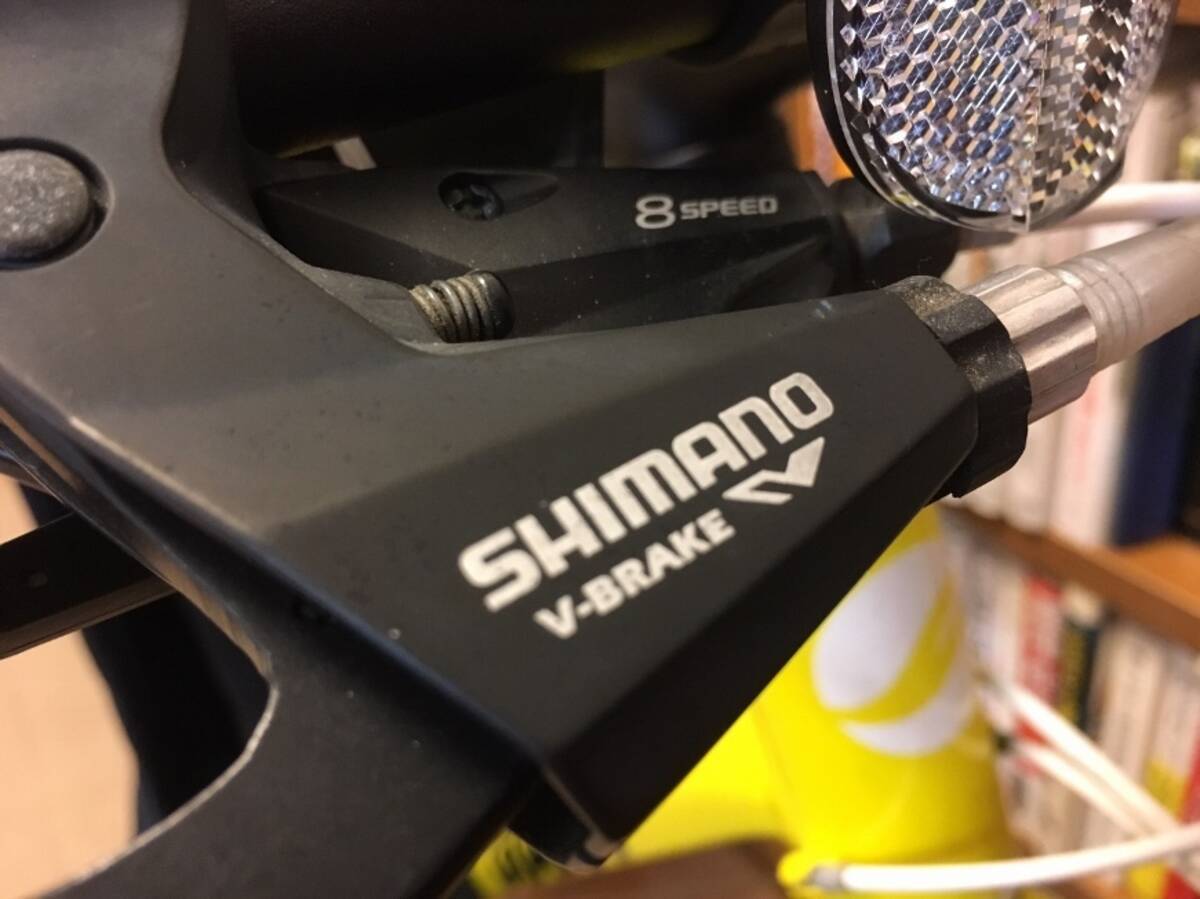 8 SPEED
SHIMANO
V-BRAKE